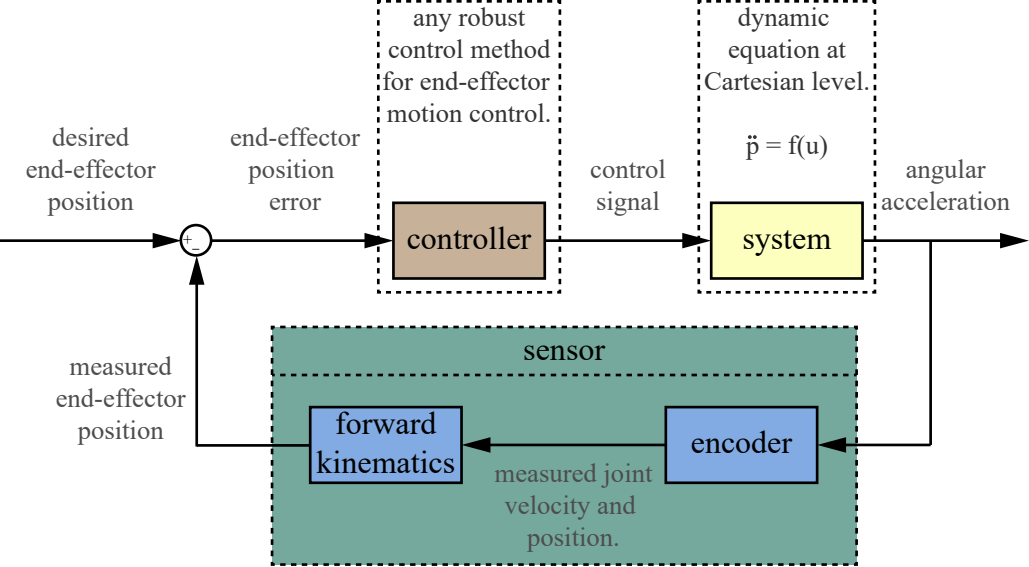 any robust
control method
for end-effector
motion control.
dynamic
equation at
Cartesian level.
p̈ = f(u)
desired
end-effector
position
end-effector
position
error
control
signal
angular
acceleration
+
−
controller
system
sensor
measured
end-effector
position
forward
kinematics
encoder
measured joint
velocity and
position.